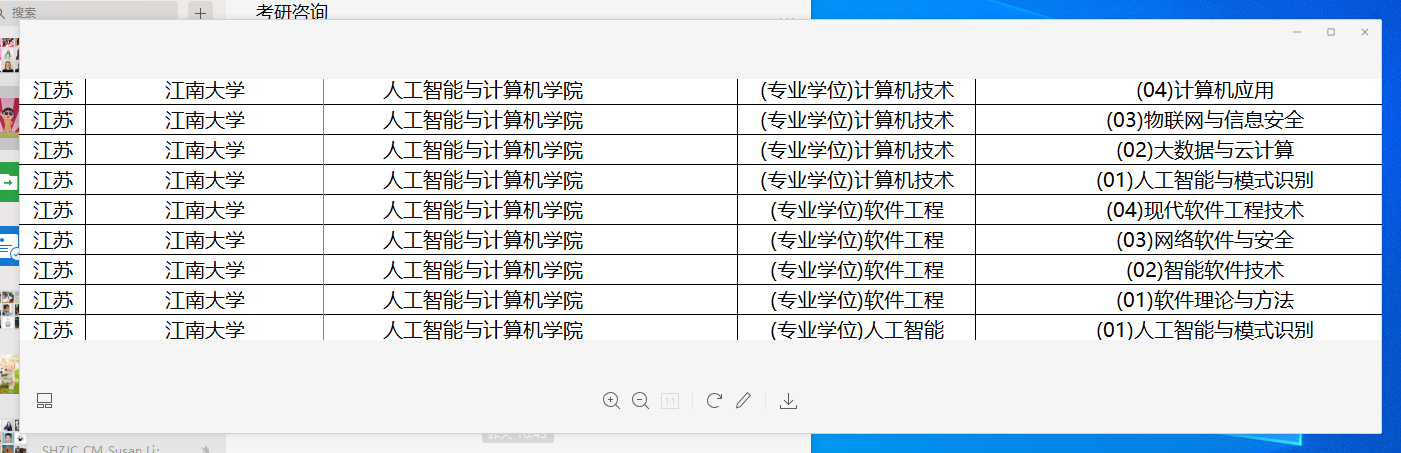 搜索
考研咨询
江苏 江南大学 人工智能与计算机学院 (专业学位)计算机技术 (04)计算机应用
江苏 江南大学 人工智能与计算机学院 (专业学位)计算机技术 (03)物联网与信息安全
江苏 江南大学 人工智能与计算机学院 (专业学位)计算机技术 (02)大数据与云计算
江苏 江南大学 人工智能与计算机学院 (专业学位)计算机技术 (01)人工智能与模式识别
江苏 江南大学 人工智能与计算机学院 (专业学位)软件工程 (04)现代软件工程技术
江苏 江南大学 人工智能与计算机学院 (专业学位)软件工程 (03)网络软件与安全
江苏 江南大学 人工智能与计算机学院 (专业学位)软件工程 (02)智能软件技术
江苏 江南大学 人工智能与计算机学院 (专业学位)软件工程 (01)软件理论与方法
江苏 江南大学 人工智能与计算机学院 (专业学位)人工智能 (01)人工智能与模式识别
1:1
SHZJC_CM_Susan Li: